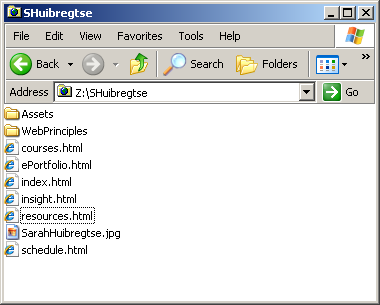 SHuibregtse
File Edit View Favorites Tools Help
Back Search Folders
Address Z:\SHuibregtse Go
Assets
WebPrinciples
courses.html
ePortfolio.html
index.html
insight.html
resources.html
SarahHuibregtse.jpg
schedule.html